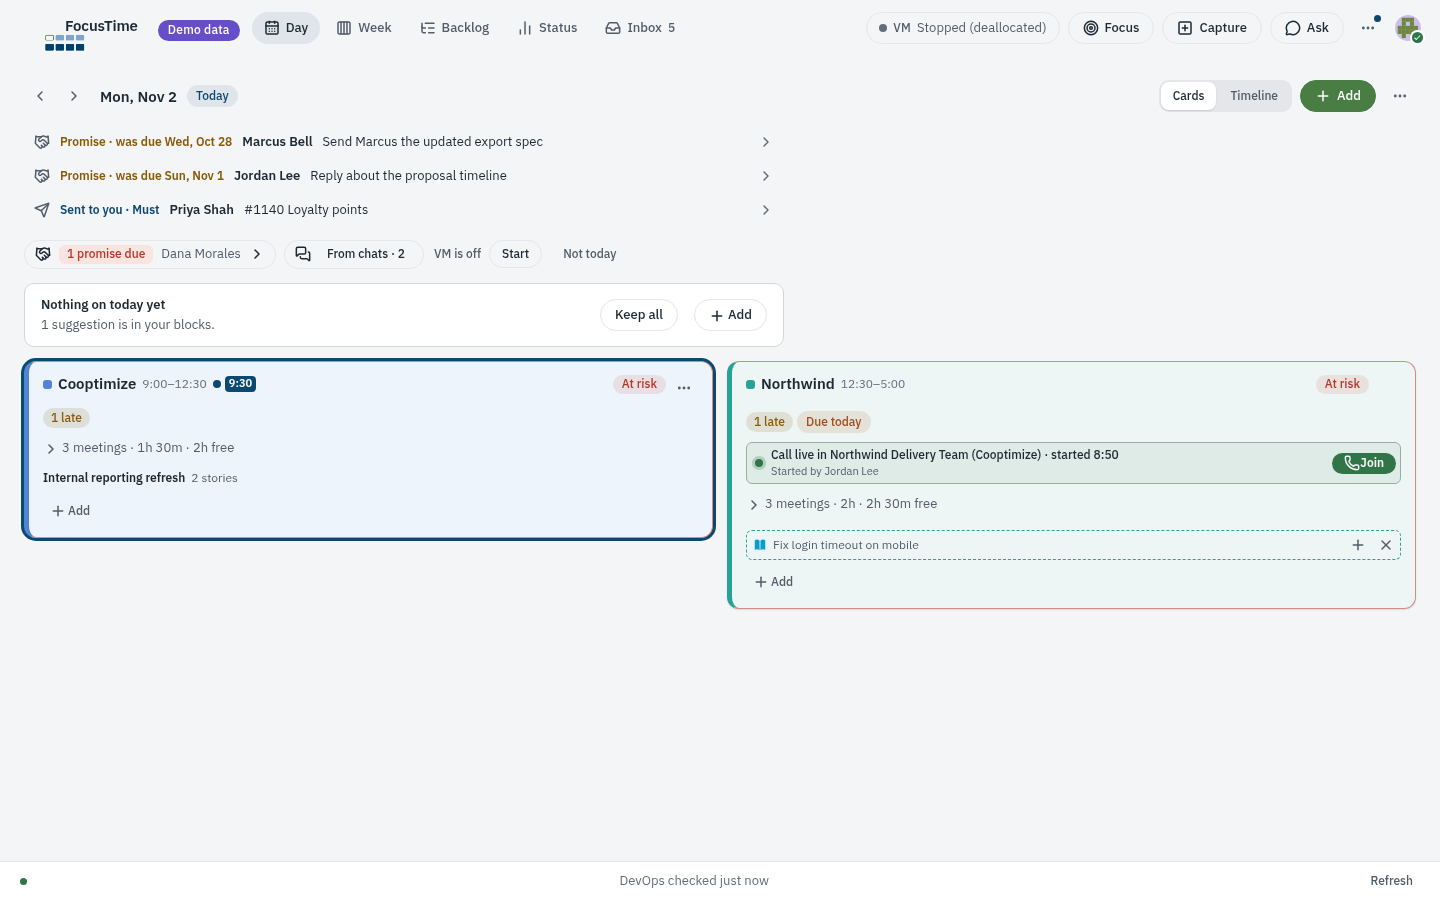 FocusTime
Demo data
Day
Week
Backlog
Status
Inbox 5
VM Stopped (deallocated)
Focus
Capture
Ask
Mon, Nov 2
Today
Cards
Timeline
Add
Promise · was due Wed, Oct 28 Marcus Bell Send Marcus the updated export spec
Promise · was due Sun, Nov 1 Jordan Lee Reply about the proposal timeline
Sent to you · Must Priya Shah #1140 Loyalty points
1 promise due Dana Morales
From chats · 2
VM is off
Start
Not today
Nothing on today yet
1 suggestion is in your blocks.
Keep all
Add
Cooptimize 9:00–12:30 9:30
At risk
1 late
3 meetings · 1h 30m · 2h free
Internal reporting refresh 2 stories
Add
Northwind 12:30–5:00
At risk
1 late Due today
Call live in Northwind Delivery Team (Cooptimize) · started 8:50
Started by Jordan Lee
Join
3 meetings · 2h · 2h 30m free
Fix login timeout on mobile
Add
DevOps checked just now
Refresh